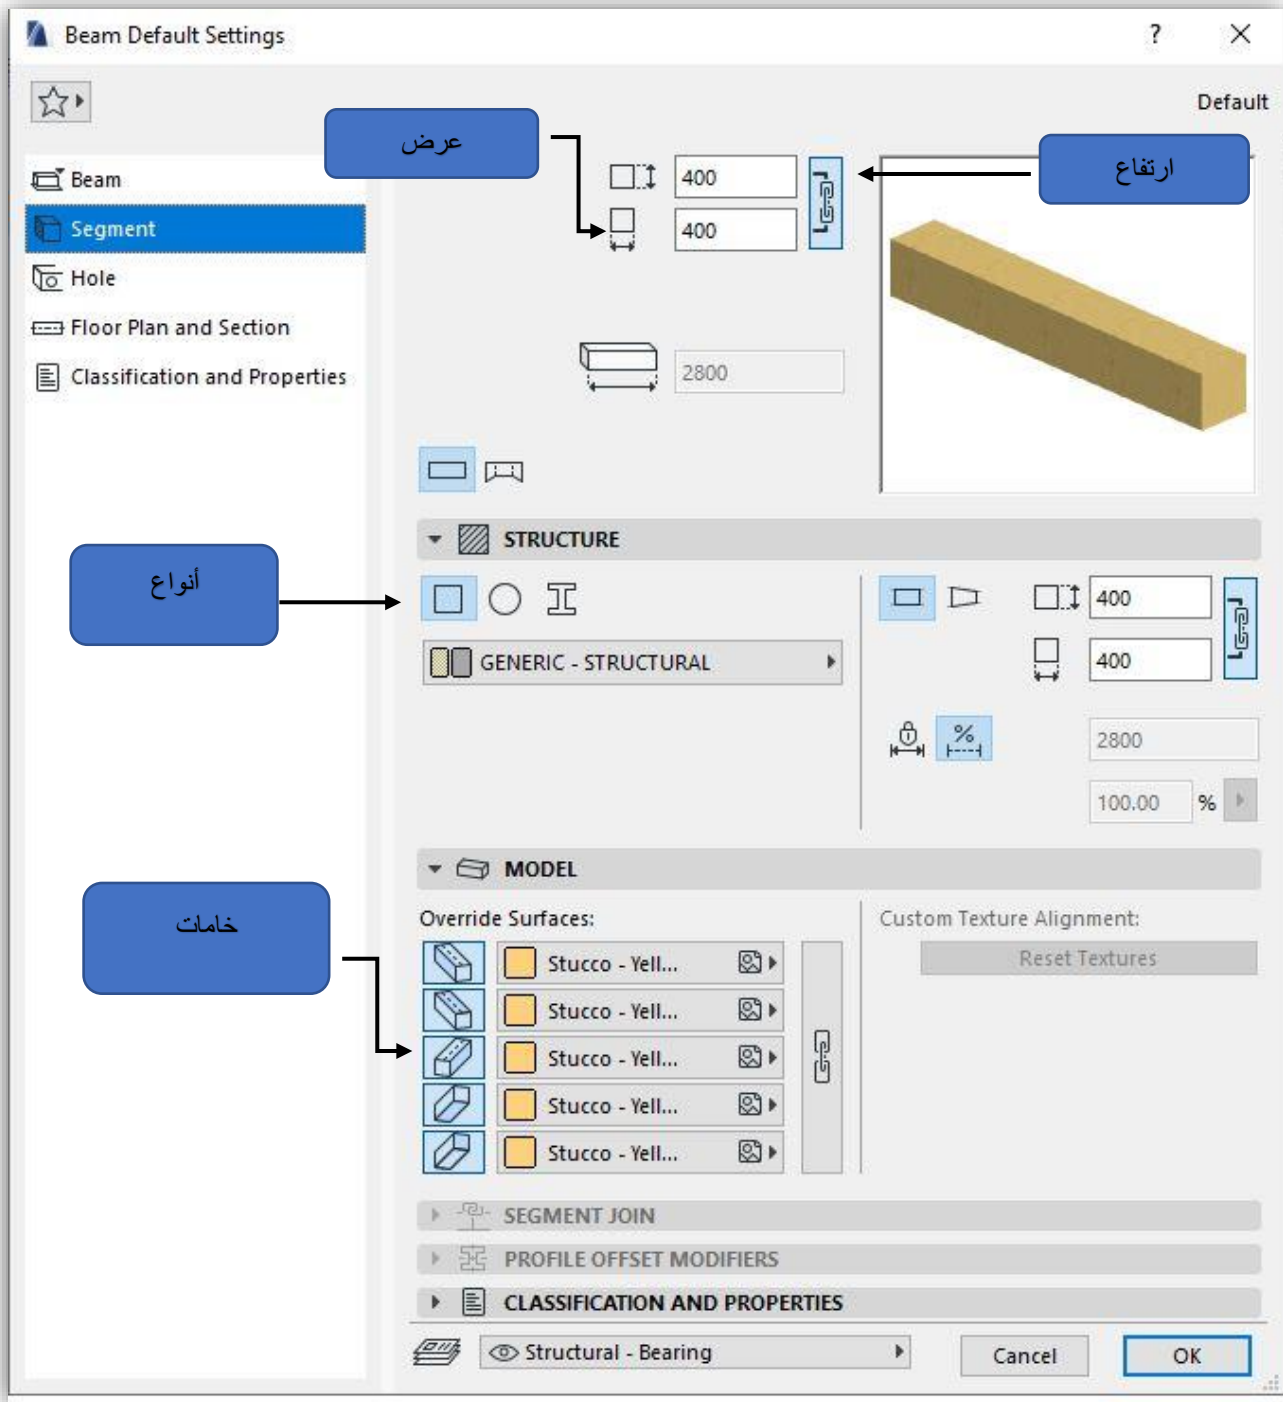 Beam Default Settings
?
Default
عرض
ارتفاع
400
400
2800
Beam
Segment
Hole
Floor Plan and Section
Classification and Properties
STRUCTURE
أنواع
GENERIC - STRUCTURAL
400
400
%
2800
100.00 %
MODEL
خامات
Override Surfaces:
Stucco - Yell...
Stucco - Yell...
Stucco - Yell...
Stucco - Yell...
Stucco - Yell...
Custom Texture Alignment:
Reset Textures
SEGMENT JOIN
PROFILE OFFSET MODIFIERS
CLASSIFICATION AND PROPERTIES
Structural - Bearing
Cancel
OK